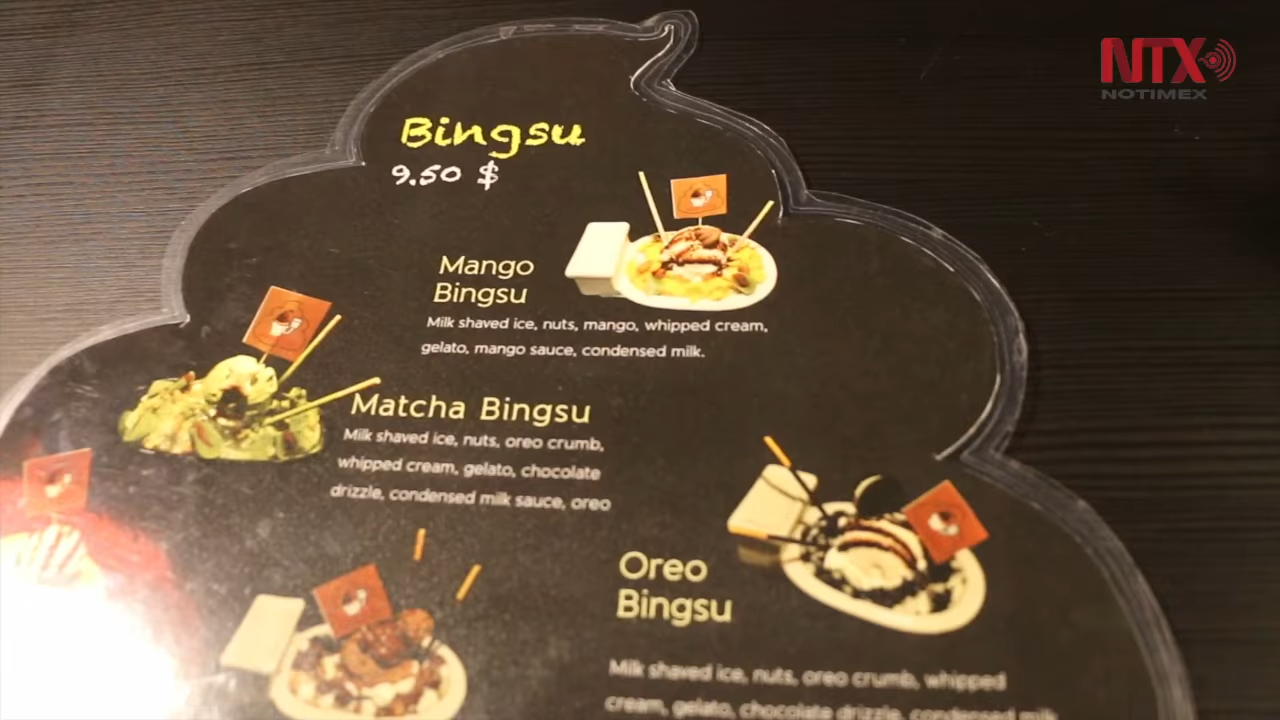 NTX
NOTIMEX
Bingsu
9.50 $
Mango
Bingsu
Milk shaved ice, nuts, mango, whipped cream,
gelato, mango sauce, condensed milk.
Matcha Bingsu
Milk shaved ice, nuts, oreo crumb,
whipped cream, gelato, chocolate
drizzle, condensed milk sauce, oreo
Oreo
Bingsu
Milk shaved ice, nuts, oreo crumb, whipped
cream, gelato, chocolate drizzle, condensed milk